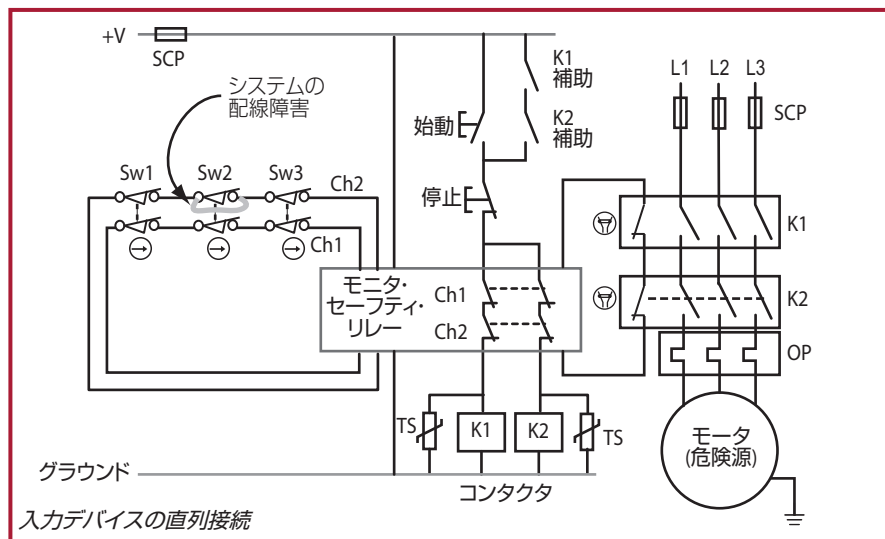 +V
SCP
システムの
配線障害
Sw1
Sw2
Sw3
Ch2
Ch1
始動
停止
K1
補助
K2
補助
L1
L2
L3
SCP
K1
K2
OP
モニタ・
セーフティ・
リレー
Ch1
Ch2
TS
K1
K2
TS
モータ
(危険源)
グラウンド
コンタクタ
入力デバイスの直列接続